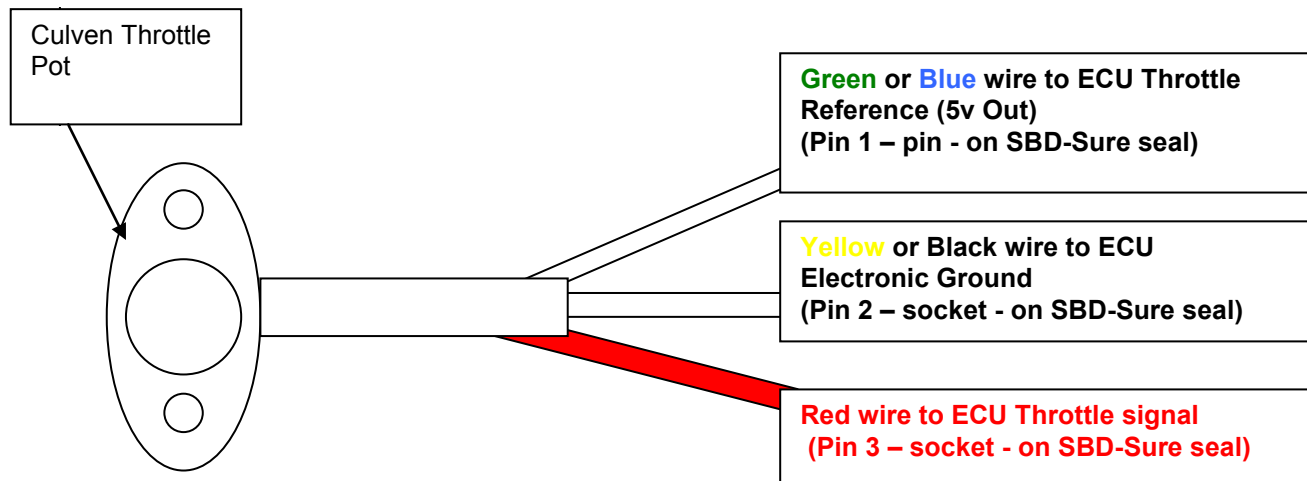 Culven Throttle
Pot
Green or Blue wire to ECU Throttle
Reference (5v Out)
(Pin 1 – pin - on SBD-Sure seal)
Yellow or Black wire to ECU
Electronic Ground
(Pin 2 – socket - on SBD-Sure seal)
Red wire to ECU Throttle signal
(Pin 3 – socket - on SBD-Sure seal)